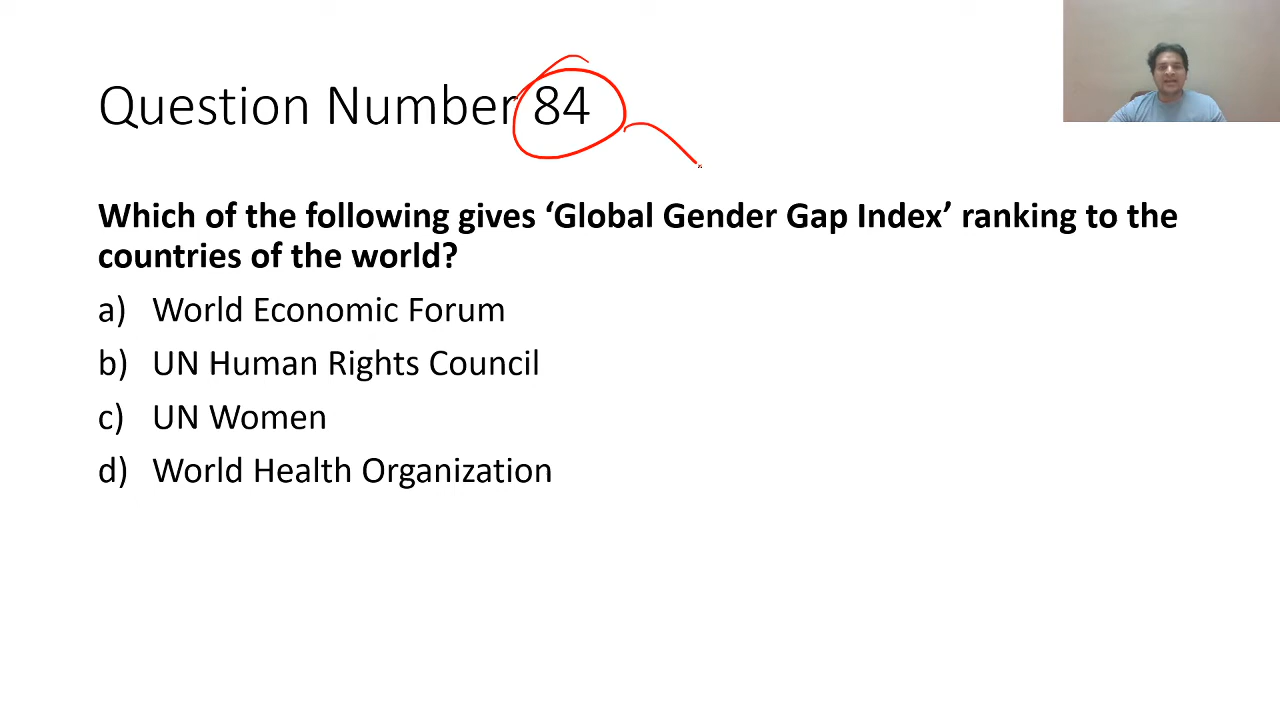 Question Number 84
Which of the following gives ‘Global Gender Gap Index’ ranking to the
countries of the world?
a) World Economic Forum
b) UN Human Rights Council
c) UN Women
d) World Health Organization